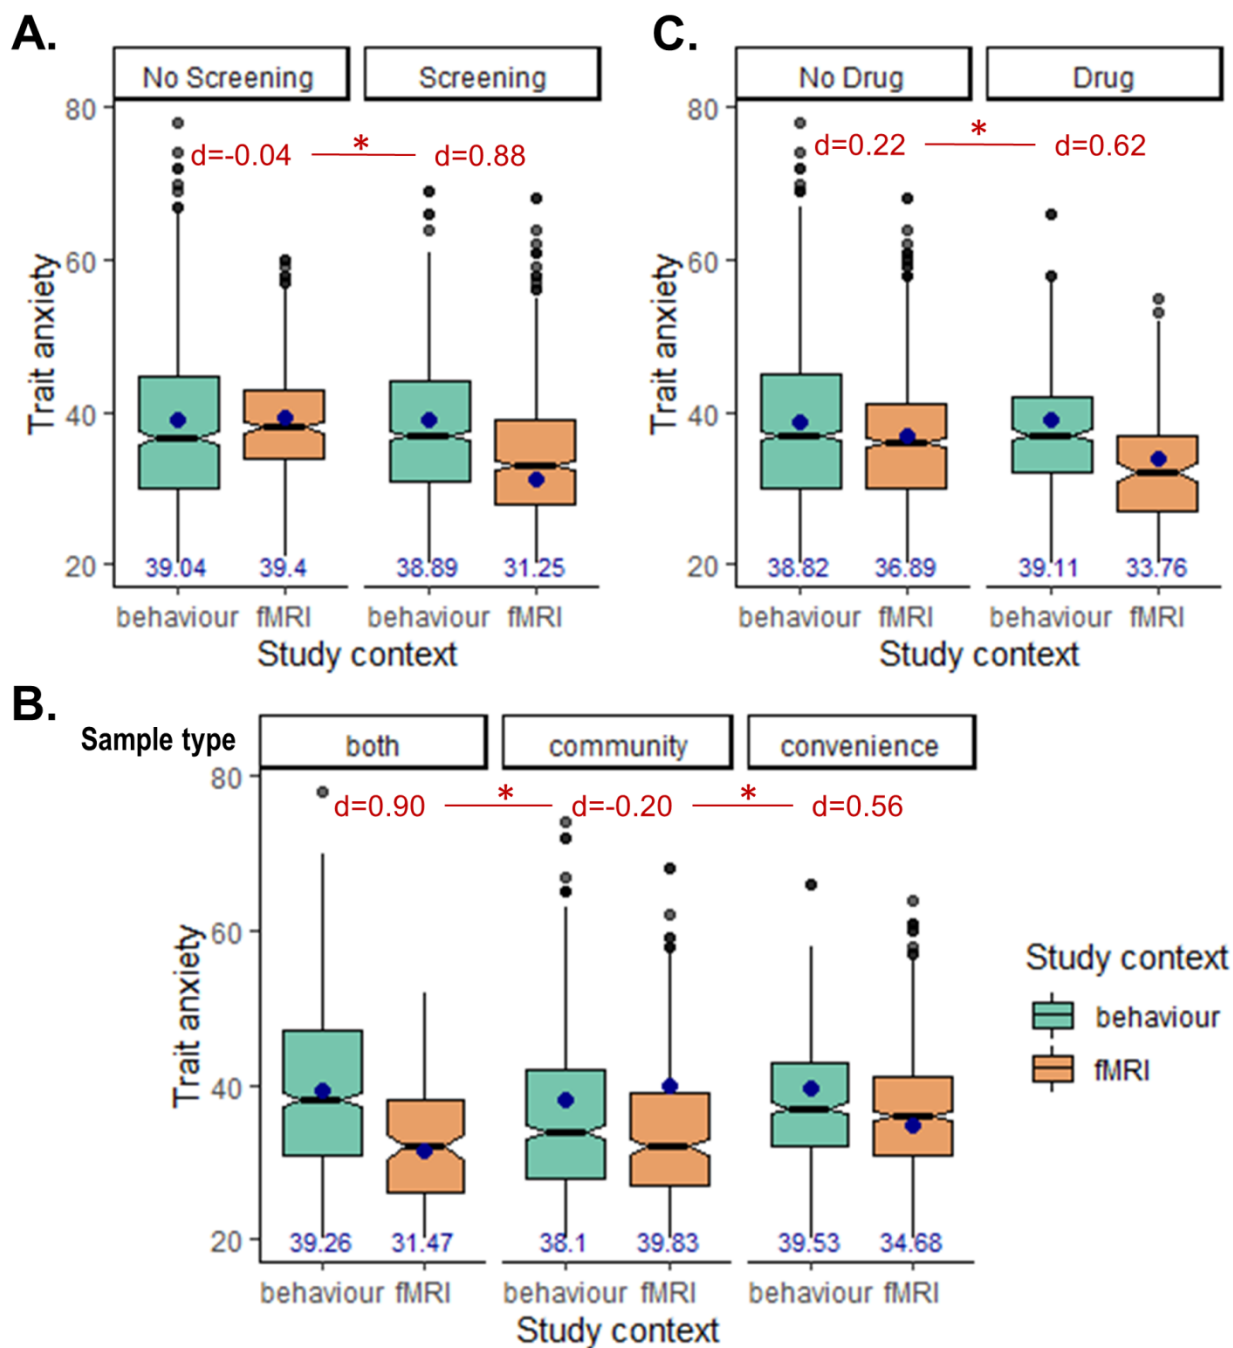 A.
No Screening Screening
80
d=-0.04 * d=0.88
60
40
20
Trait anxiety
39.04 39.4 38.89 31.25
behaviour fMRI behaviour fMRI
Study context
C.
No Drug Drug
80
d=0.22 * d=0.62
60
40
20
Trait anxiety
38.82 36.89 39.11 33.76
behaviour fMRI behaviour fMRI
Study context
B.
Sample type both community convenience
80
d=0.90 * d=-0.20 * d=0.56
60
40
20
Trait anxiety
39.26 31.47 38.1 39.83 39.53 34.68
behaviour fMRI behaviour fMRI behaviour fMRI
Study context
Study context
behaviour
fMRI